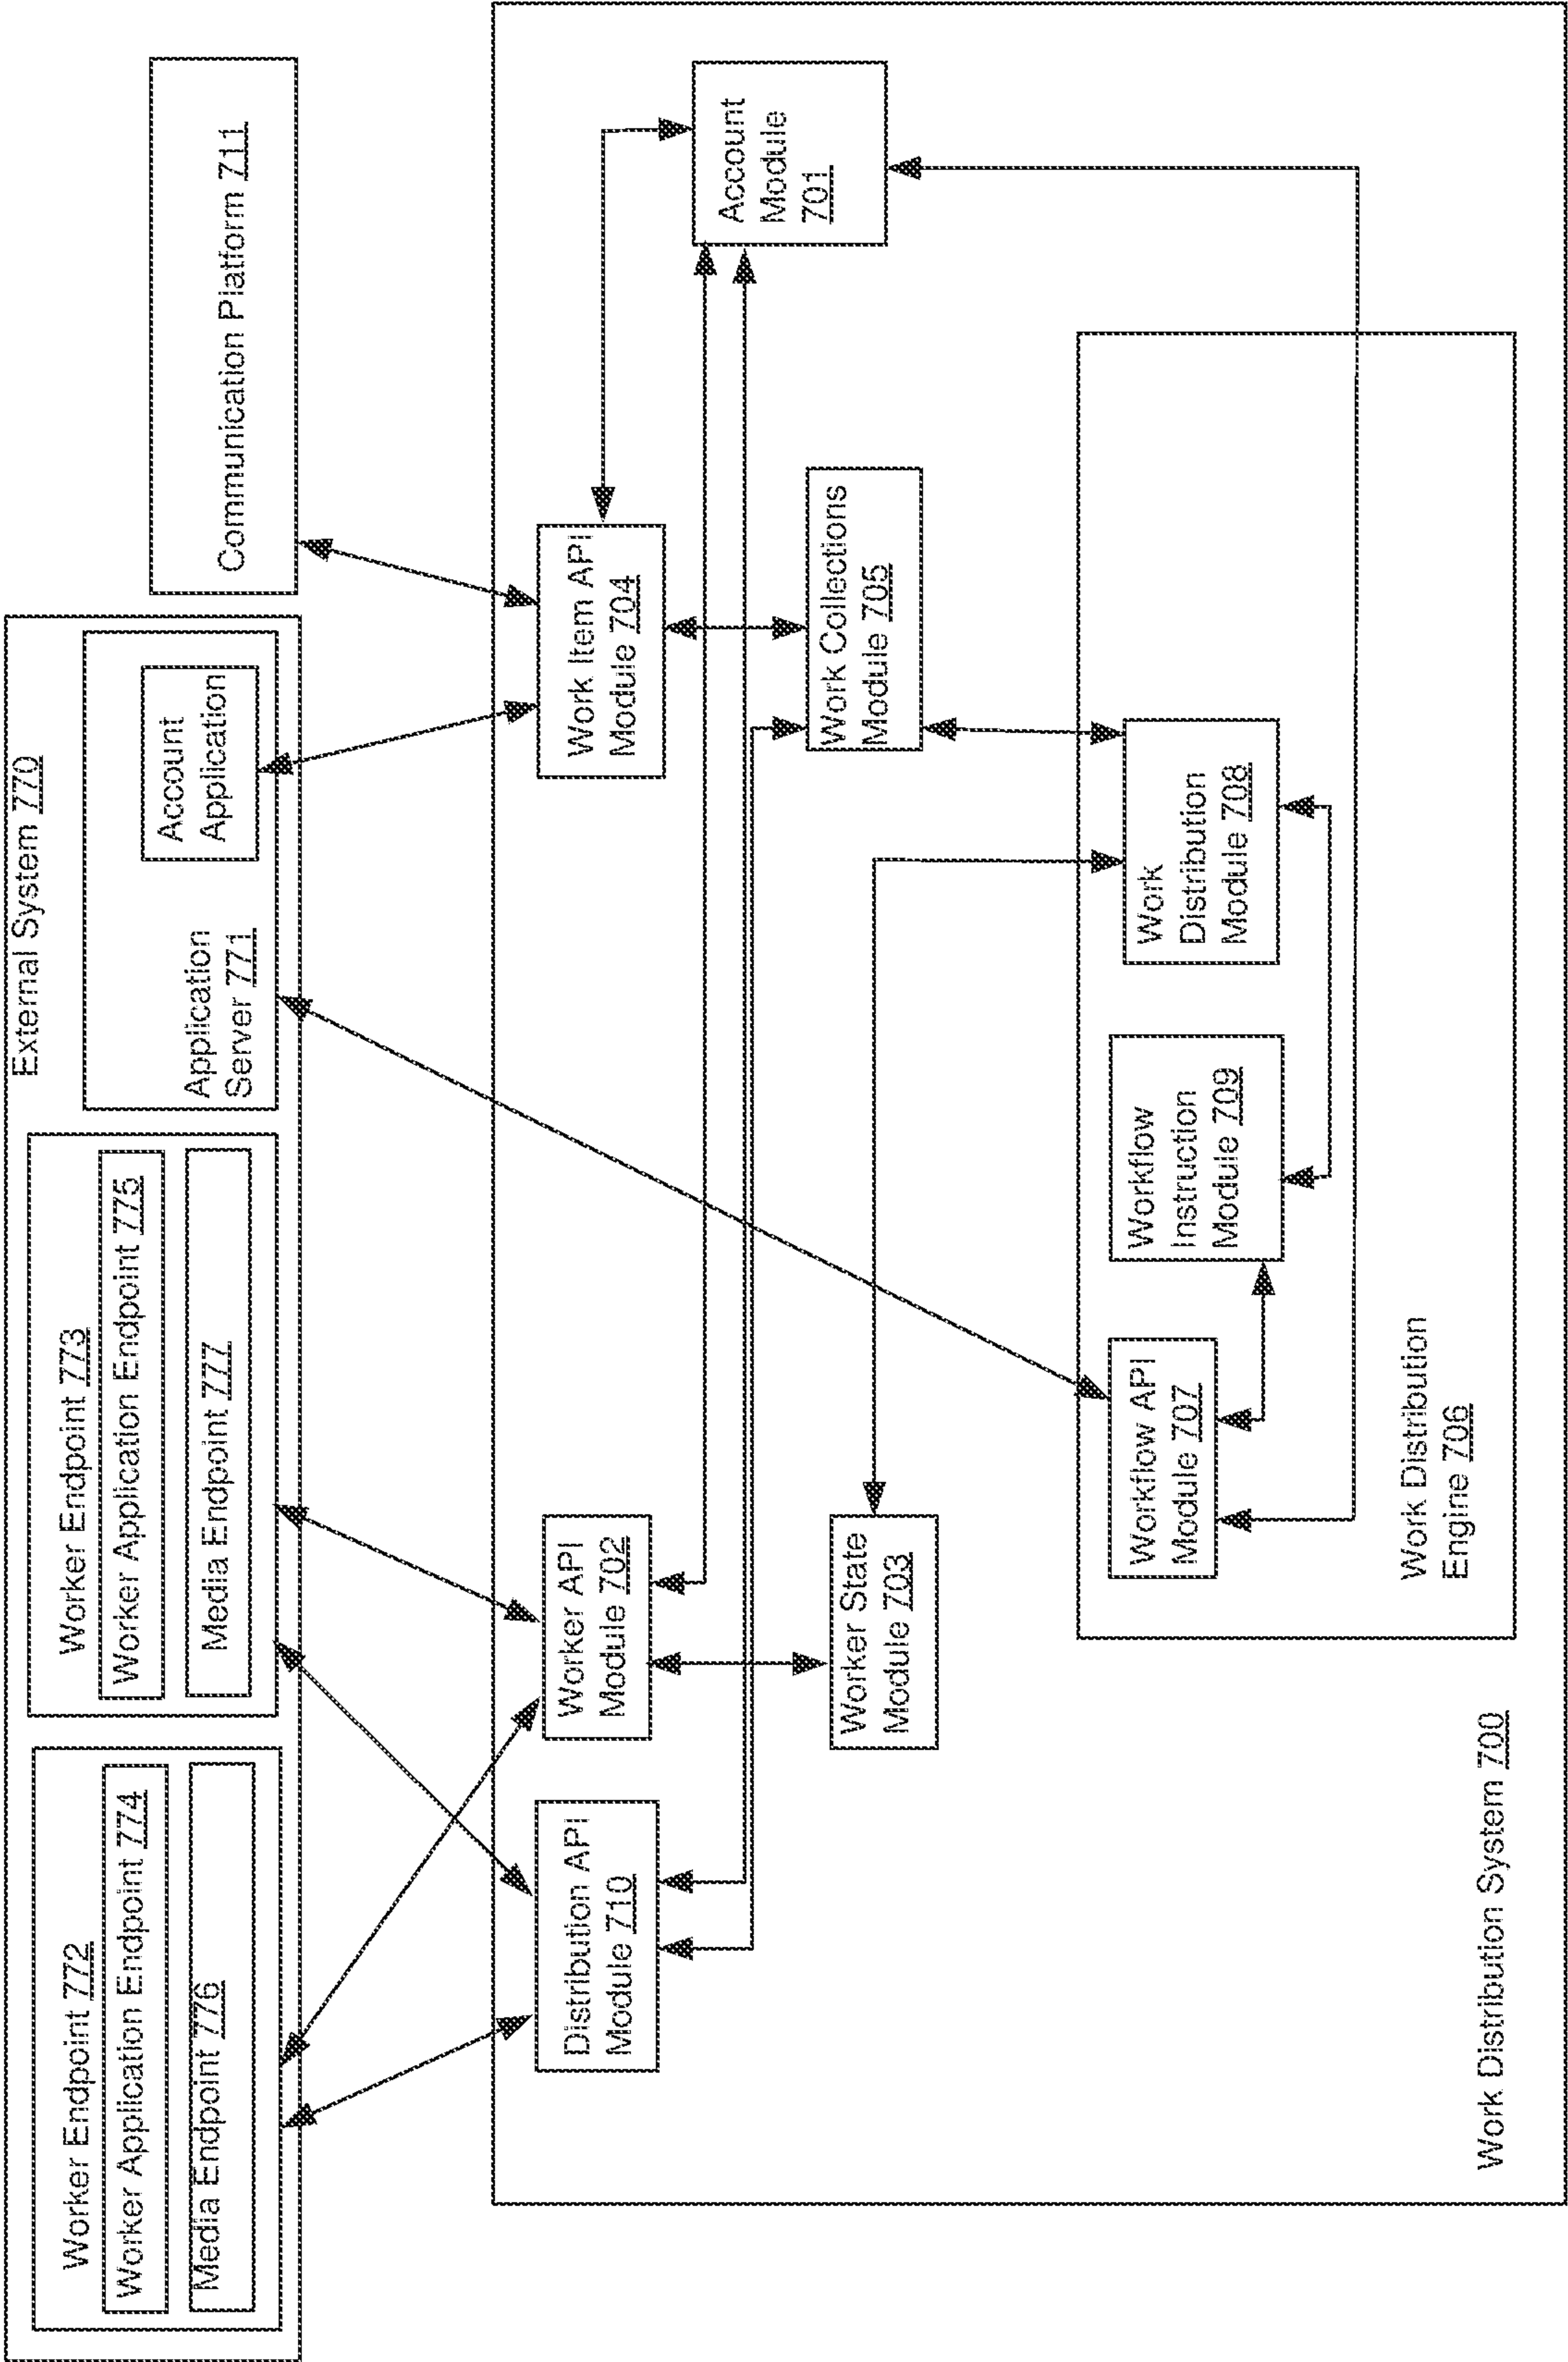 External System 770
Worker Endpoint 772
Worker Application Endpoint 774
Media Endpoint 776
Worker Endpoint 773
Worker Application Endpoint 775
Media Endpoint 777
Application
Server 771
Account
Application
Communication Platform 711
Distribution API
Module 710
Worker API
Module 702
Work Item API
Module 704
Account
Module
701
Worker State
Module 703
Work Collections
Module 705
Workflow API
Module 707
Workflow
Instruction
Module 709
Work
Distribution
Module 708
Work Distribution
Engine 706
Work Distribution System 700